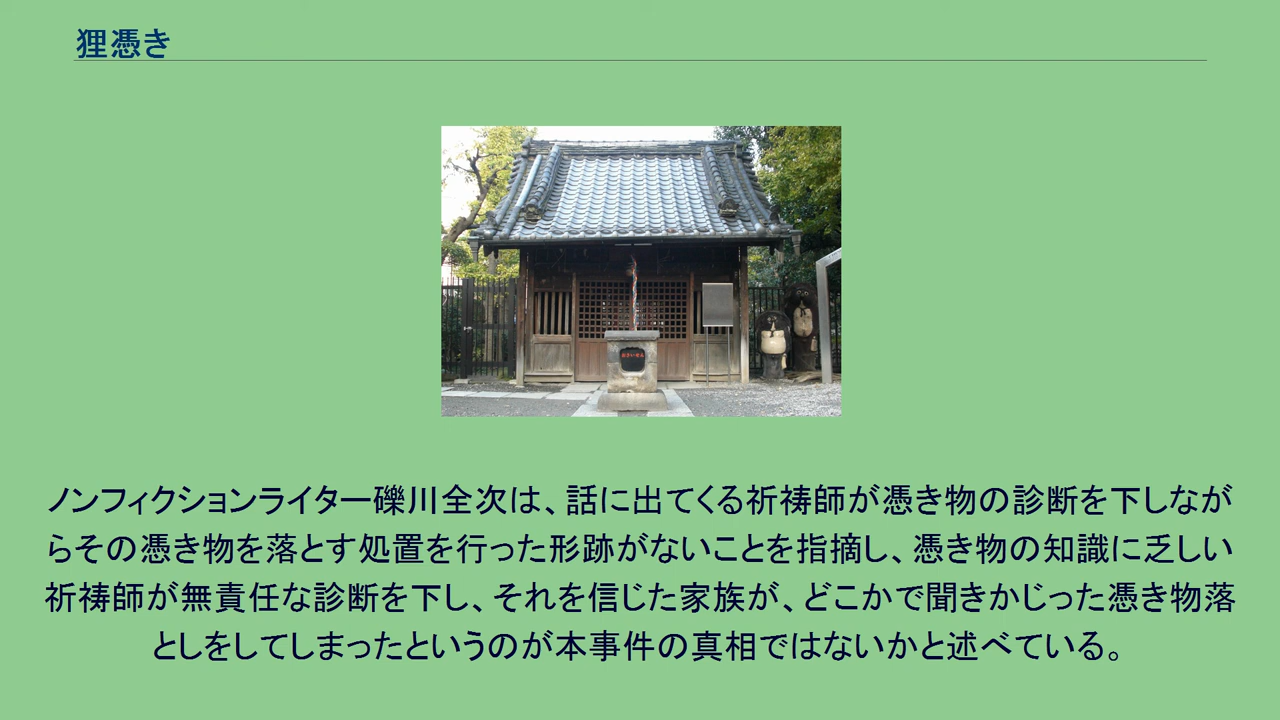 狸憑き
ノンフィクションライター礫川全次は、話に出てくる祈祷師が憑き物の診断を下しなが
らその憑き物を落とす処置を行った形跡がないことを指摘し、憑き物の知識に乏しい
祈祷師が無責任な診断を下し、それを信じた家族が、どこかで聞きかじった憑き物落
としをしてしまったというのが本事件の真相ではないかと述べている。